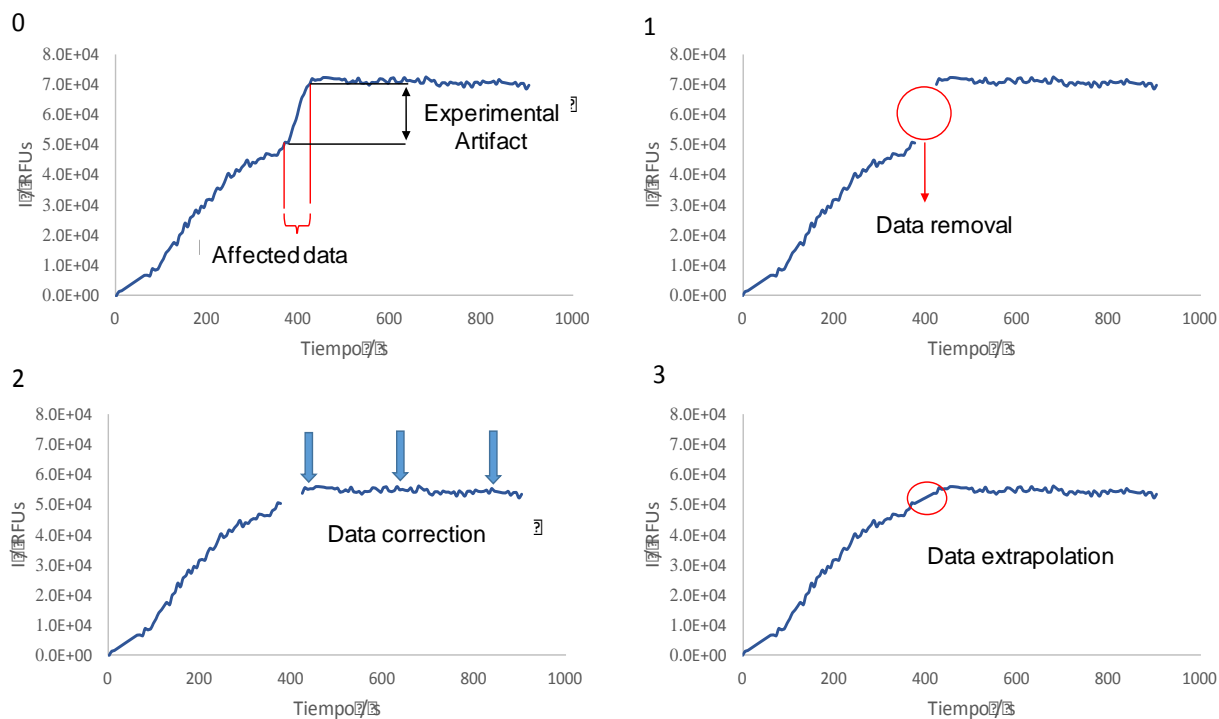 0
8.0E+04
7.0E+04
6.0E+04
5.0E+04
4.0E+04
3.0E+04
2.0E+04
1.0E+04
0.0E+00
I / RFUs
Experimental
Artifact
Affected data
0 200 400 600 800 1000
Tiempo / s
1
8.0E+04
7.0E+04
6.0E+04
5.0E+04
4.0E+04
3.0E+04
2.0E+04
1.0E+04
0.0E+00
I / RFUs
Data removal
0 200 400 600 800 1000
Tiempo / s
2
8.0E+04
7.0E+04
6.0E+04
5.0E+04
4.0E+04
3.0E+04
2.0E+04
1.0E+04
0.0E+00
I / RFUs
Data correction
0 200 400 600 800 1000
Tiempo / s
3
8.0E+04
7.0E+04
6.0E+04
5.0E+04
4.0E+04
3.0E+04
2.0E+04
1.0E+04
0.0E+00
I / RFUs
Data extrapolation
0 200 400 600 800 1000
Tiempo / s